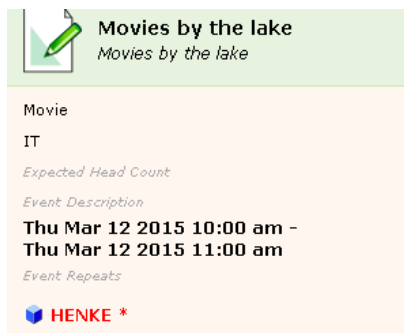 Movies by the lake
Movies by the lake
Movie
IT
Expected Head Count
Event Description
Thu Mar 12 2015 10:00 am -
Thu Mar 12 2015 11:00 am
Event Repeats
HENKE *